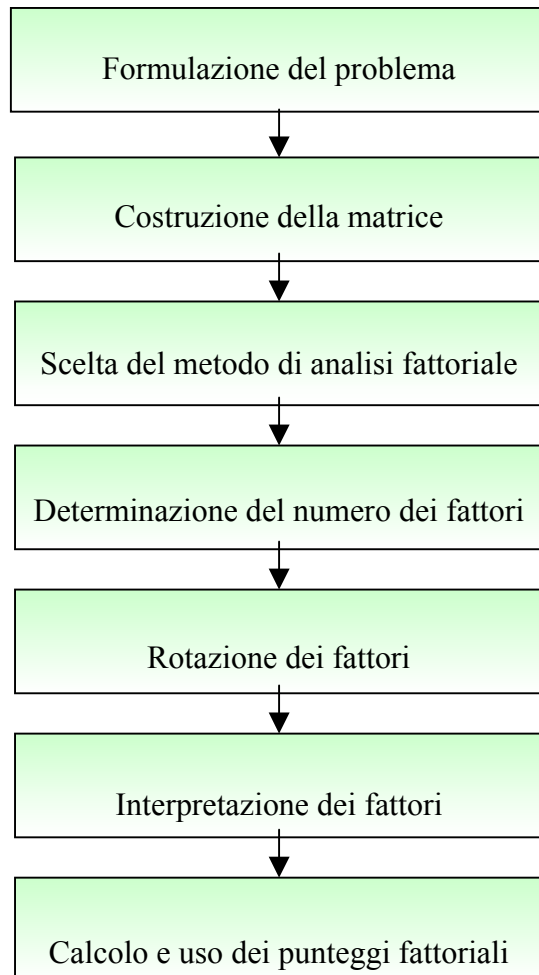 Formulazione del problema
Costruzione della matrice
Scelta del metodo di analisi fattoriale
Determinazione del numero dei fattori
Rotazione dei fattori
Interpretazione dei fattori
Calcolo e uso dei punteggi fattoriali